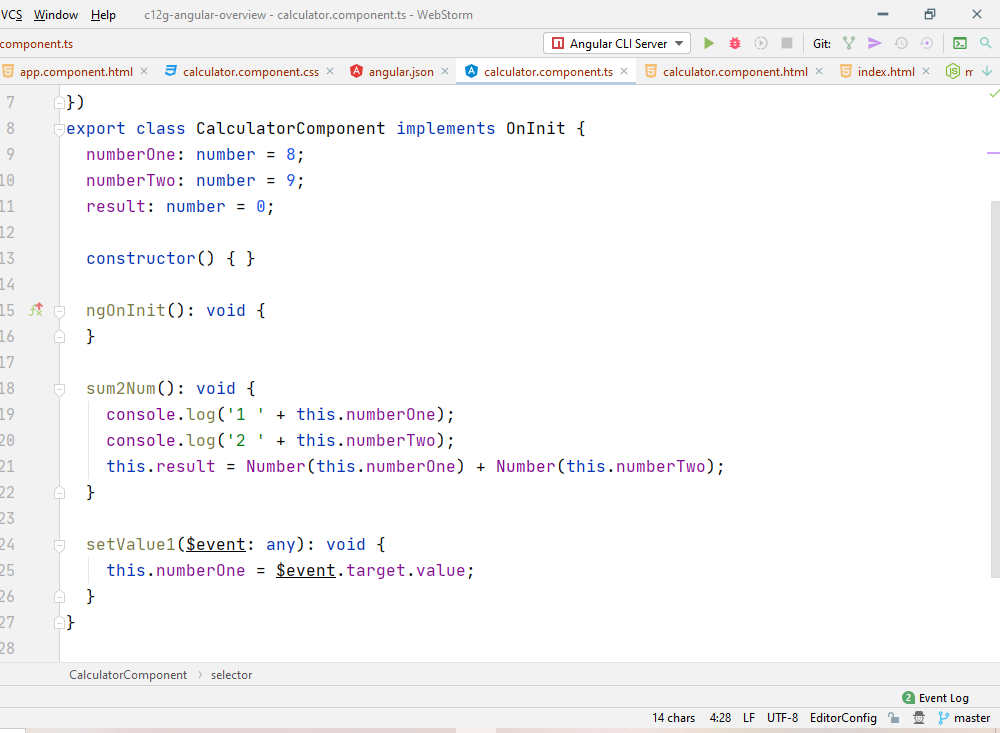 VCS Window Help c12g-angular-overview - calculator.component.ts - WebStorm
component.ts Angular CLI Server Git:
app.component.html calculator.component.css angular.json calculator.component.ts calculator.component.html index.html m
7 })
8 export class CalculatorComponent implements OnInit {
9 numberOne: number = 8;
10 numberTwo: number = 9;
11 result: number = 0;
12
13 constructor() { }
14
15 ngOnInit(): void {
16 }
17
18 sum2Num(): void {
19 console.log('1 ' + this.numberOne);
20 console.log('2 ' + this.numberTwo);
21 this.result = Number(this.numberOne) + Number(this.numberTwo);
22 }
23
24 setValue1($event: any): void {
25 this.numberOne = $event.target.value;
26 }
27 }
28
CalculatorComponent › selector
2 Event Log
14 chars 4:28 LF UTF-8 EditorConfig master